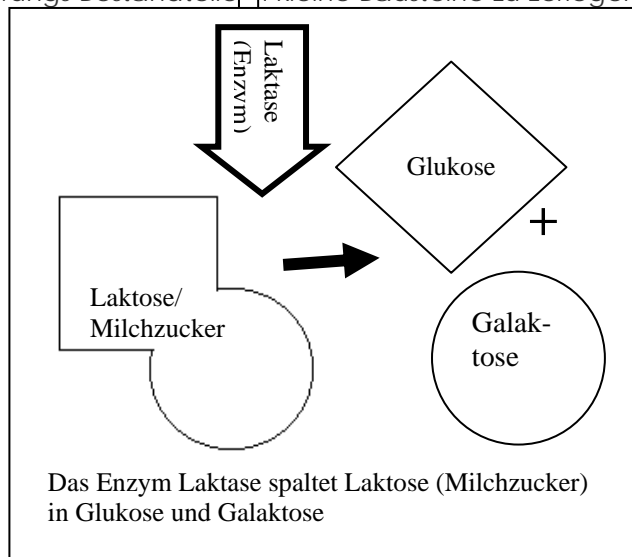 Laktase
(Enzym)
Glukose
+
Laktose/
Milchzucker
Galak-
tose
Das Enzym Laktase spaltet Laktose (Milchzucker)
in Glukose und Galaktose